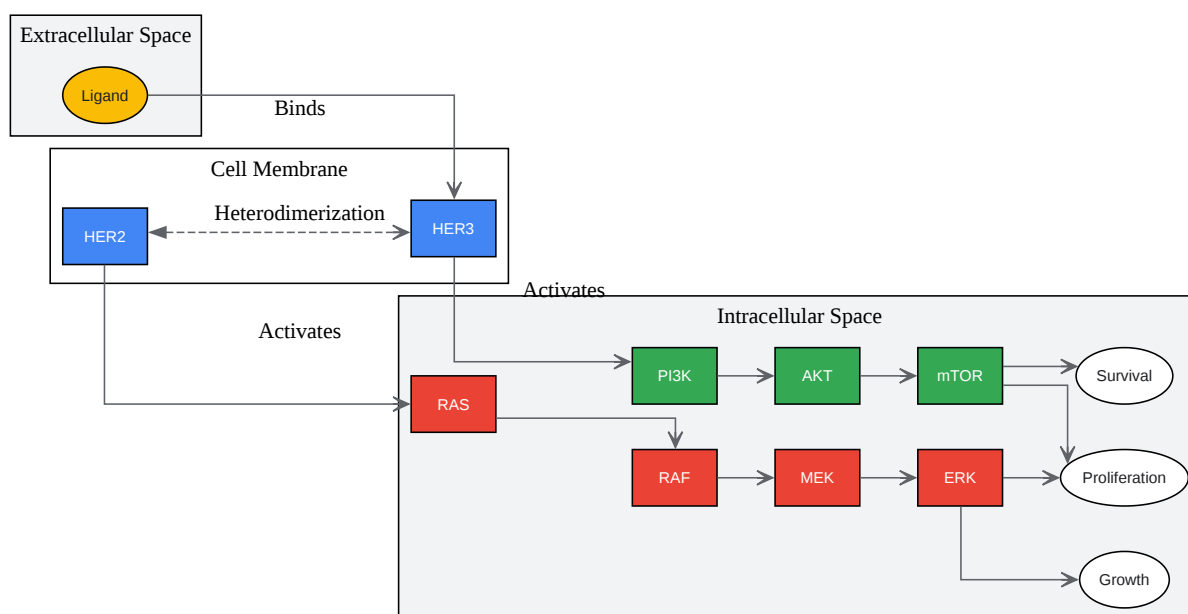 Extracellular Space
Ligand
Binds
Cell Membrane
HER2
Heterodimerization
HER3
Activates
Activates
Intracellular Space
PI3K
AKT
mTOR
Survival
RAS
RAF
MEK
ERK
Proliferation
Growth